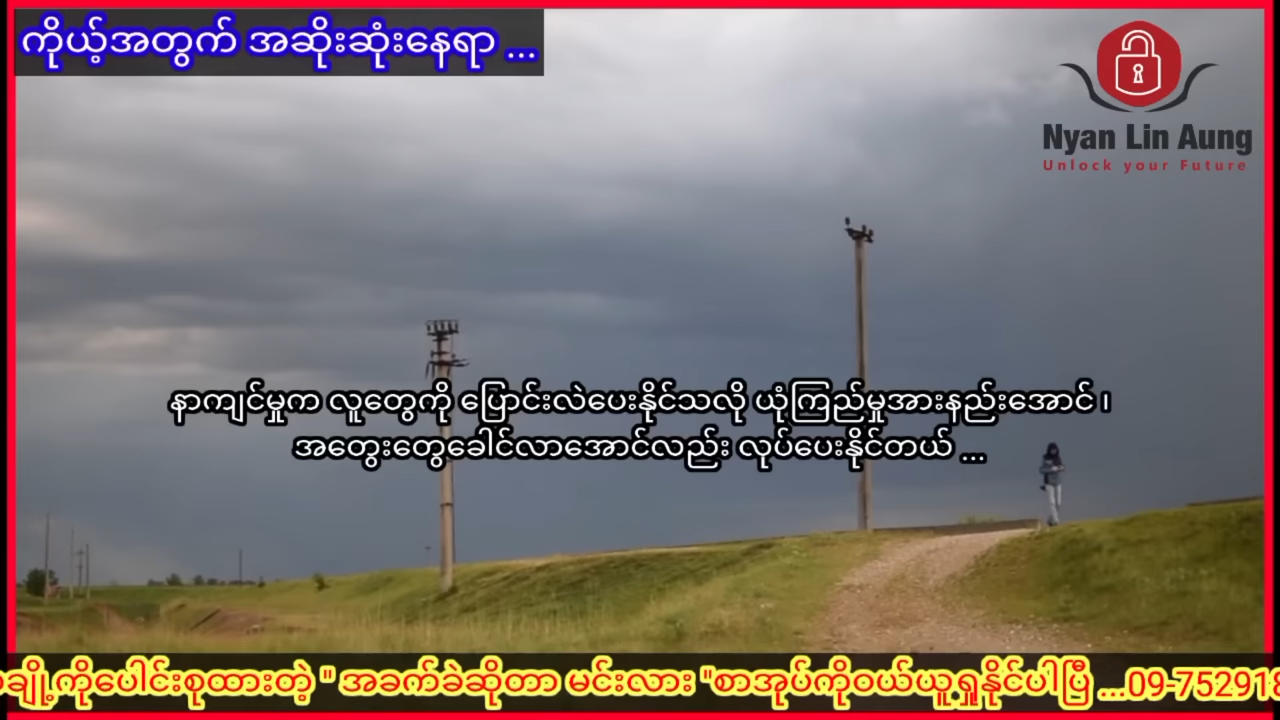 ကိုယ့်အတွက် အဆိုးဆုံးနေရာ ...
Nyan Lin Aung
Unlock your Future
နာကျင်မှုက လူတွေကို ပြောင်းလဲပေးနိုင်သလို ယုံကြည်မှုအားနည်းအောင် ၊
အတွေးတွေခေါင်လာအောင်လည်း လုပ်ပေးနိုင်တယ် ...
ချို့ကိုပေါင်းစုထားတဲ့ " အခက်ခဲဆိုတာ မင်းလား "စာအုပ်ကိုဝယ်ယူရှုနိုင်ပါပြီ ...09-75291